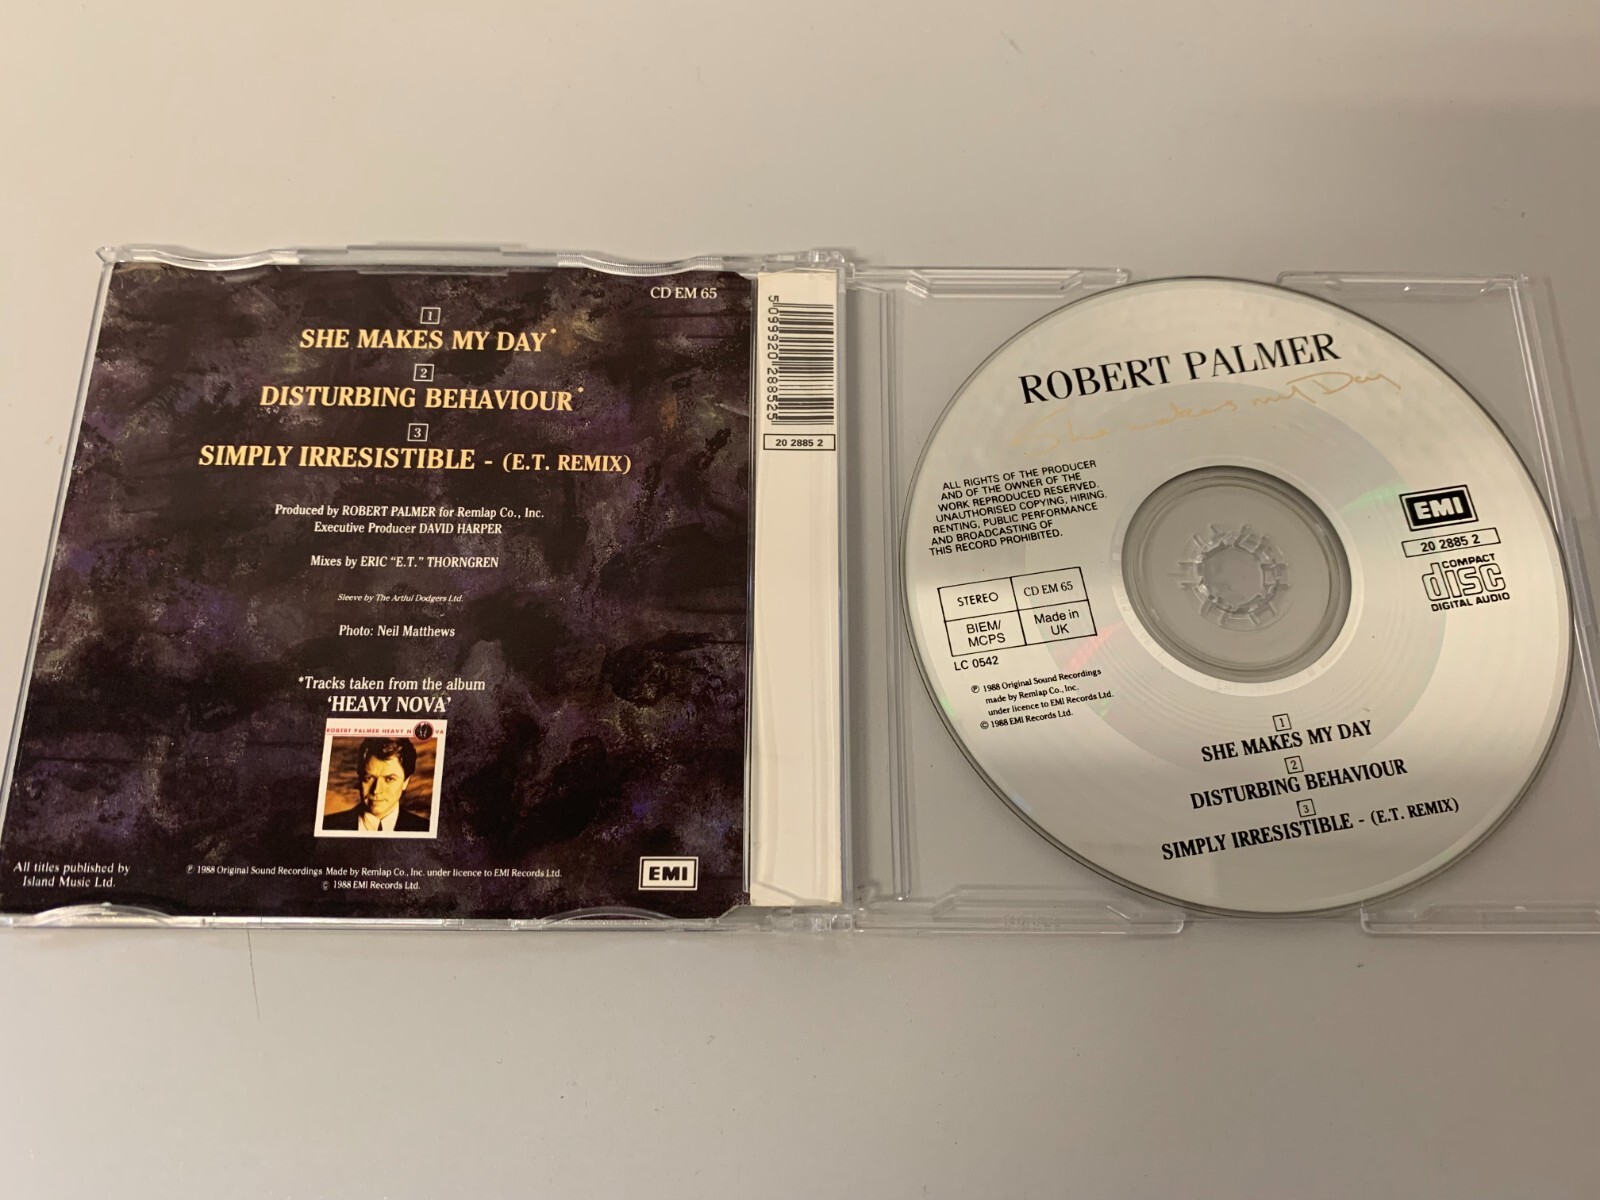 CD EM 65
1
SHE MAKES MY DAY*
2
DISTURBING BEHAVIOUR*
3
SIMPLY IRRESISTIBLE - (E.T. REMIX)
Produced by ROBERT PALMER for Remlap Co., Inc.
Executive Producer DAVID HARPER
Mixes by ERIC "E.T." THORNGREN
Sleeve by The Artful Dodgers Ltd.
Photo: Neil Matthews
*Tracks taken from the album
'HEAVY NOVA'
ROBERT PALMER HEAVY N VA
All titles published by
Island Music Ltd.
℗ 1988 Original Sound Recordings Made by Remlap Co., Inc. under licence to EMI Records Ltd.
© 1988 EMI Records Ltd.
EMI
5 099920 288525
20 2885 2
ROBERT PALMER
She makes my Day
ALL RIGHTS OF THE PRODUCER
AND OF THE OWNER OF THE
WORK REPRODUCED RESERVED.
UNAUTHORISED COPYING, HIRING,
RENTING, PUBLIC PERFORMANCE
AND BROADCASTING OF
THIS RECORD PROHIBITED.
EMI
20 2885 2
COMPACT
disc
DIGITAL AUDIO
STEREO
CD EM 65
BIEM/
MCPS
Made in
UK
LC 0542
℗ 1988 Original Sound Recordings
made by Remlap Co., Inc.
under licence to EMI Records Ltd.
© 1988 EMI Records Ltd.
1
SHE MAKES MY DAY
2
DISTURBING BEHAVIOUR
3
SIMPLY IRRESISTIBLE - (E.T. REMIX)